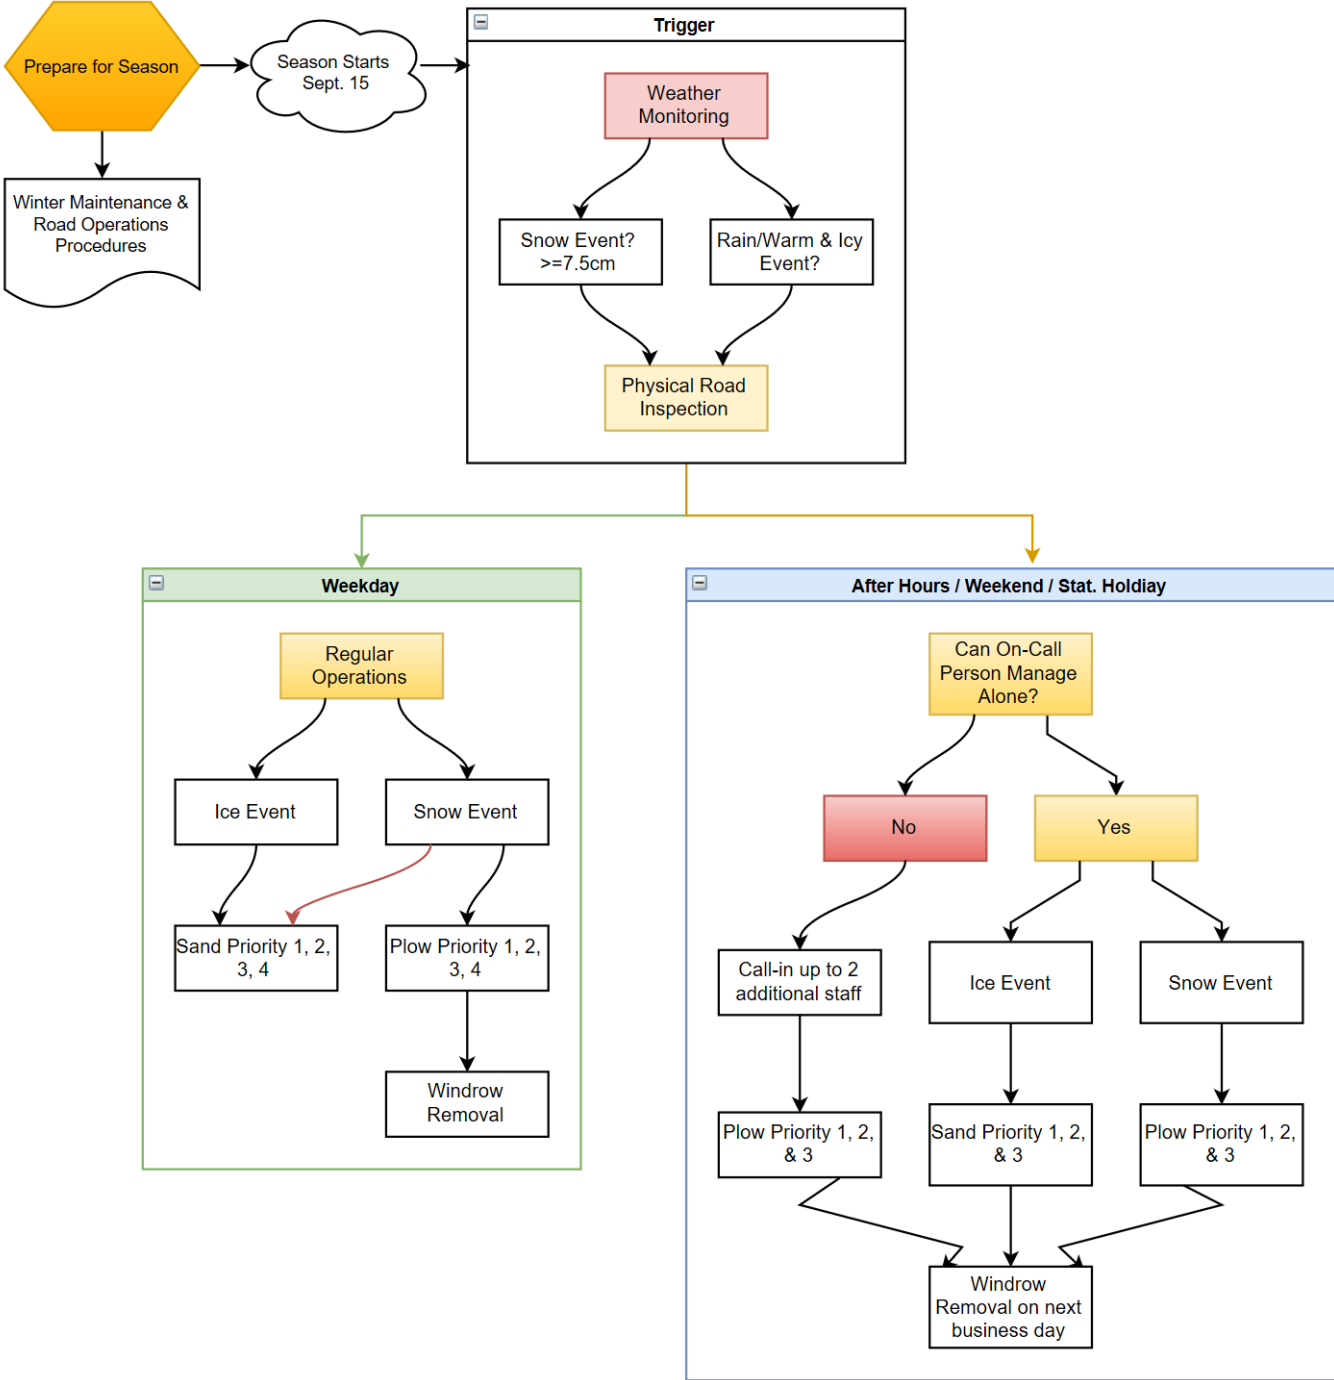 Prepare for Season
Season Starts
Sept. 15
Winter Maintenance &
Road Operations
Procedures
Trigger
Weather
Monitoring
Snow Event?
>=7.5cm
Rain/Warm & Icy
Event?
Physical Road
Inspection
Weekday
Regular
Operations
Ice Event
Snow Event
Sand Priority 1, 2,
3, 4
Plow Priority 1, 2,
3, 4
Windrow
Removal
After Hours / Weekend / Stat. Holdiay
Can On-Call
Person Manage
Alone?
No
Yes
Call-in up to 2
additional staff
Ice Event
Snow Event
Plow Priority 1, 2,
& 3
Sand Priority 1, 2,
& 3
Plow Priority 1, 2,
& 3
Windrow
Removal on next
business day